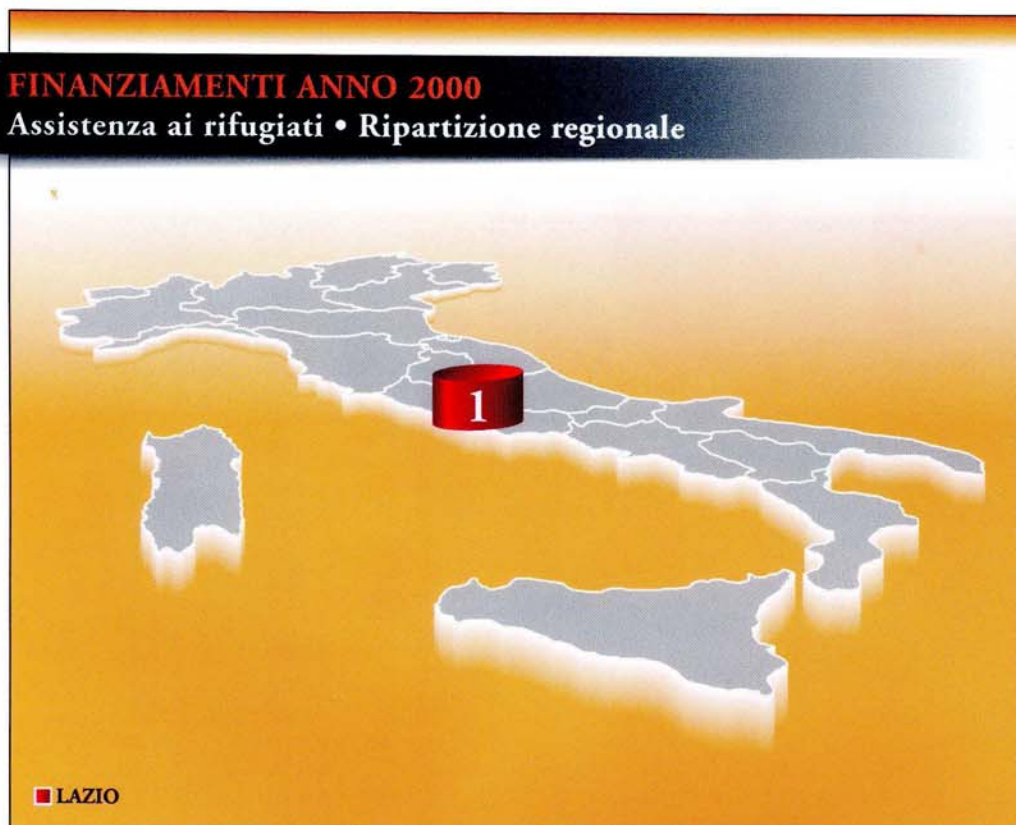 FINANZIAMENTI ANNO 2000
Assistenza ai rifugiati • Ripartizione regionale
1
LAZIO